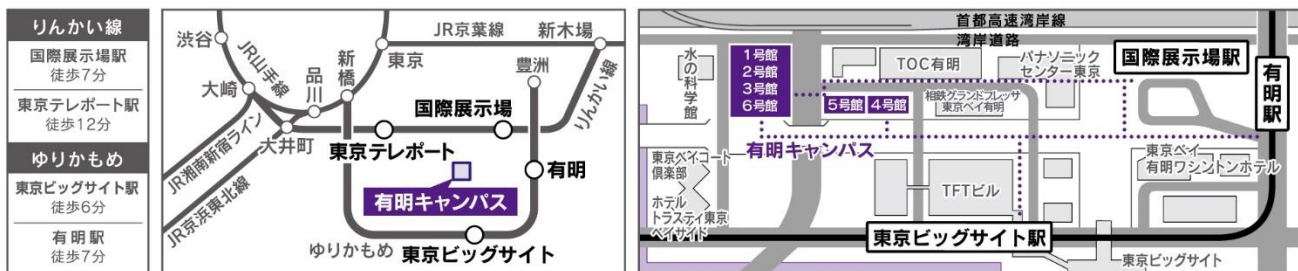 りんかい線
国際展示場駅
徒歩7分
東京テレポート駅
徒歩12分
ゆりかもめ
東京ビッグサイト駅
徒歩6分
有明駅
徒歩7分
渋谷
JR山手線
大崎
品川
新橋
東京
JR京葉線
新木場
豊洲
りんかい線
国際展示場
大井町
東京テレポート
有明
JR湘南新宿ライン
JR京浜東北線
有明キャンパス
ゆりかもめ
東京ビッグサイト
首都高速湾岸線
湾岸道路
水の科学館
1号館
2号館
3号館
6号館
5号館
4号館
TOC有明
パナソニック
センター東京
相鉄グランドフレッサ
東京ベイ有明
国際展示場駅
有明駅
有明キャンパス
東京ベイコート
倶楽部
ホテル
トラスティ東京
ベイサイド
TFTビル
東京ベイ
有明ワシントンホテル
東京ビッグサイト駅
東京ビッグサイト